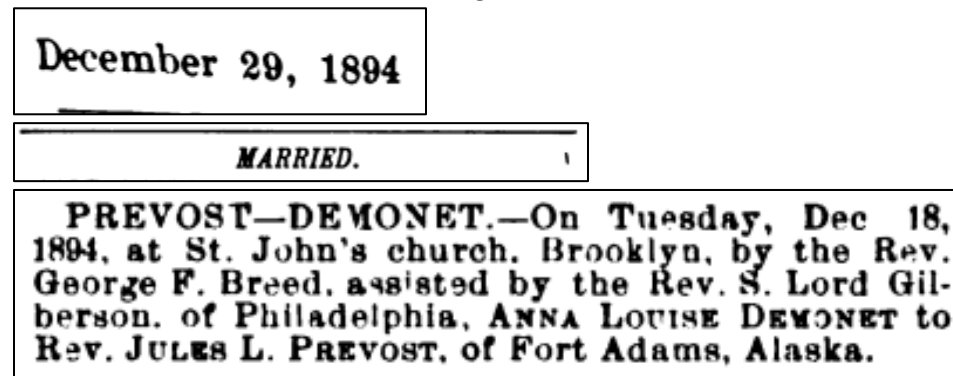 December 29, 1894
MARRIED.
PREVOST—DEMONET.—On Tuesday, Dec 18,
1894, at St. John's church, Brooklyn, by the Rev.
George F. Breed, assisted by the Rev. S. Lord Gil-
berson, of Philadelphia, ANNA LOUISE DEMONET to
Rev. JULES L. PREVOST, of Fort Adams, Alaska.